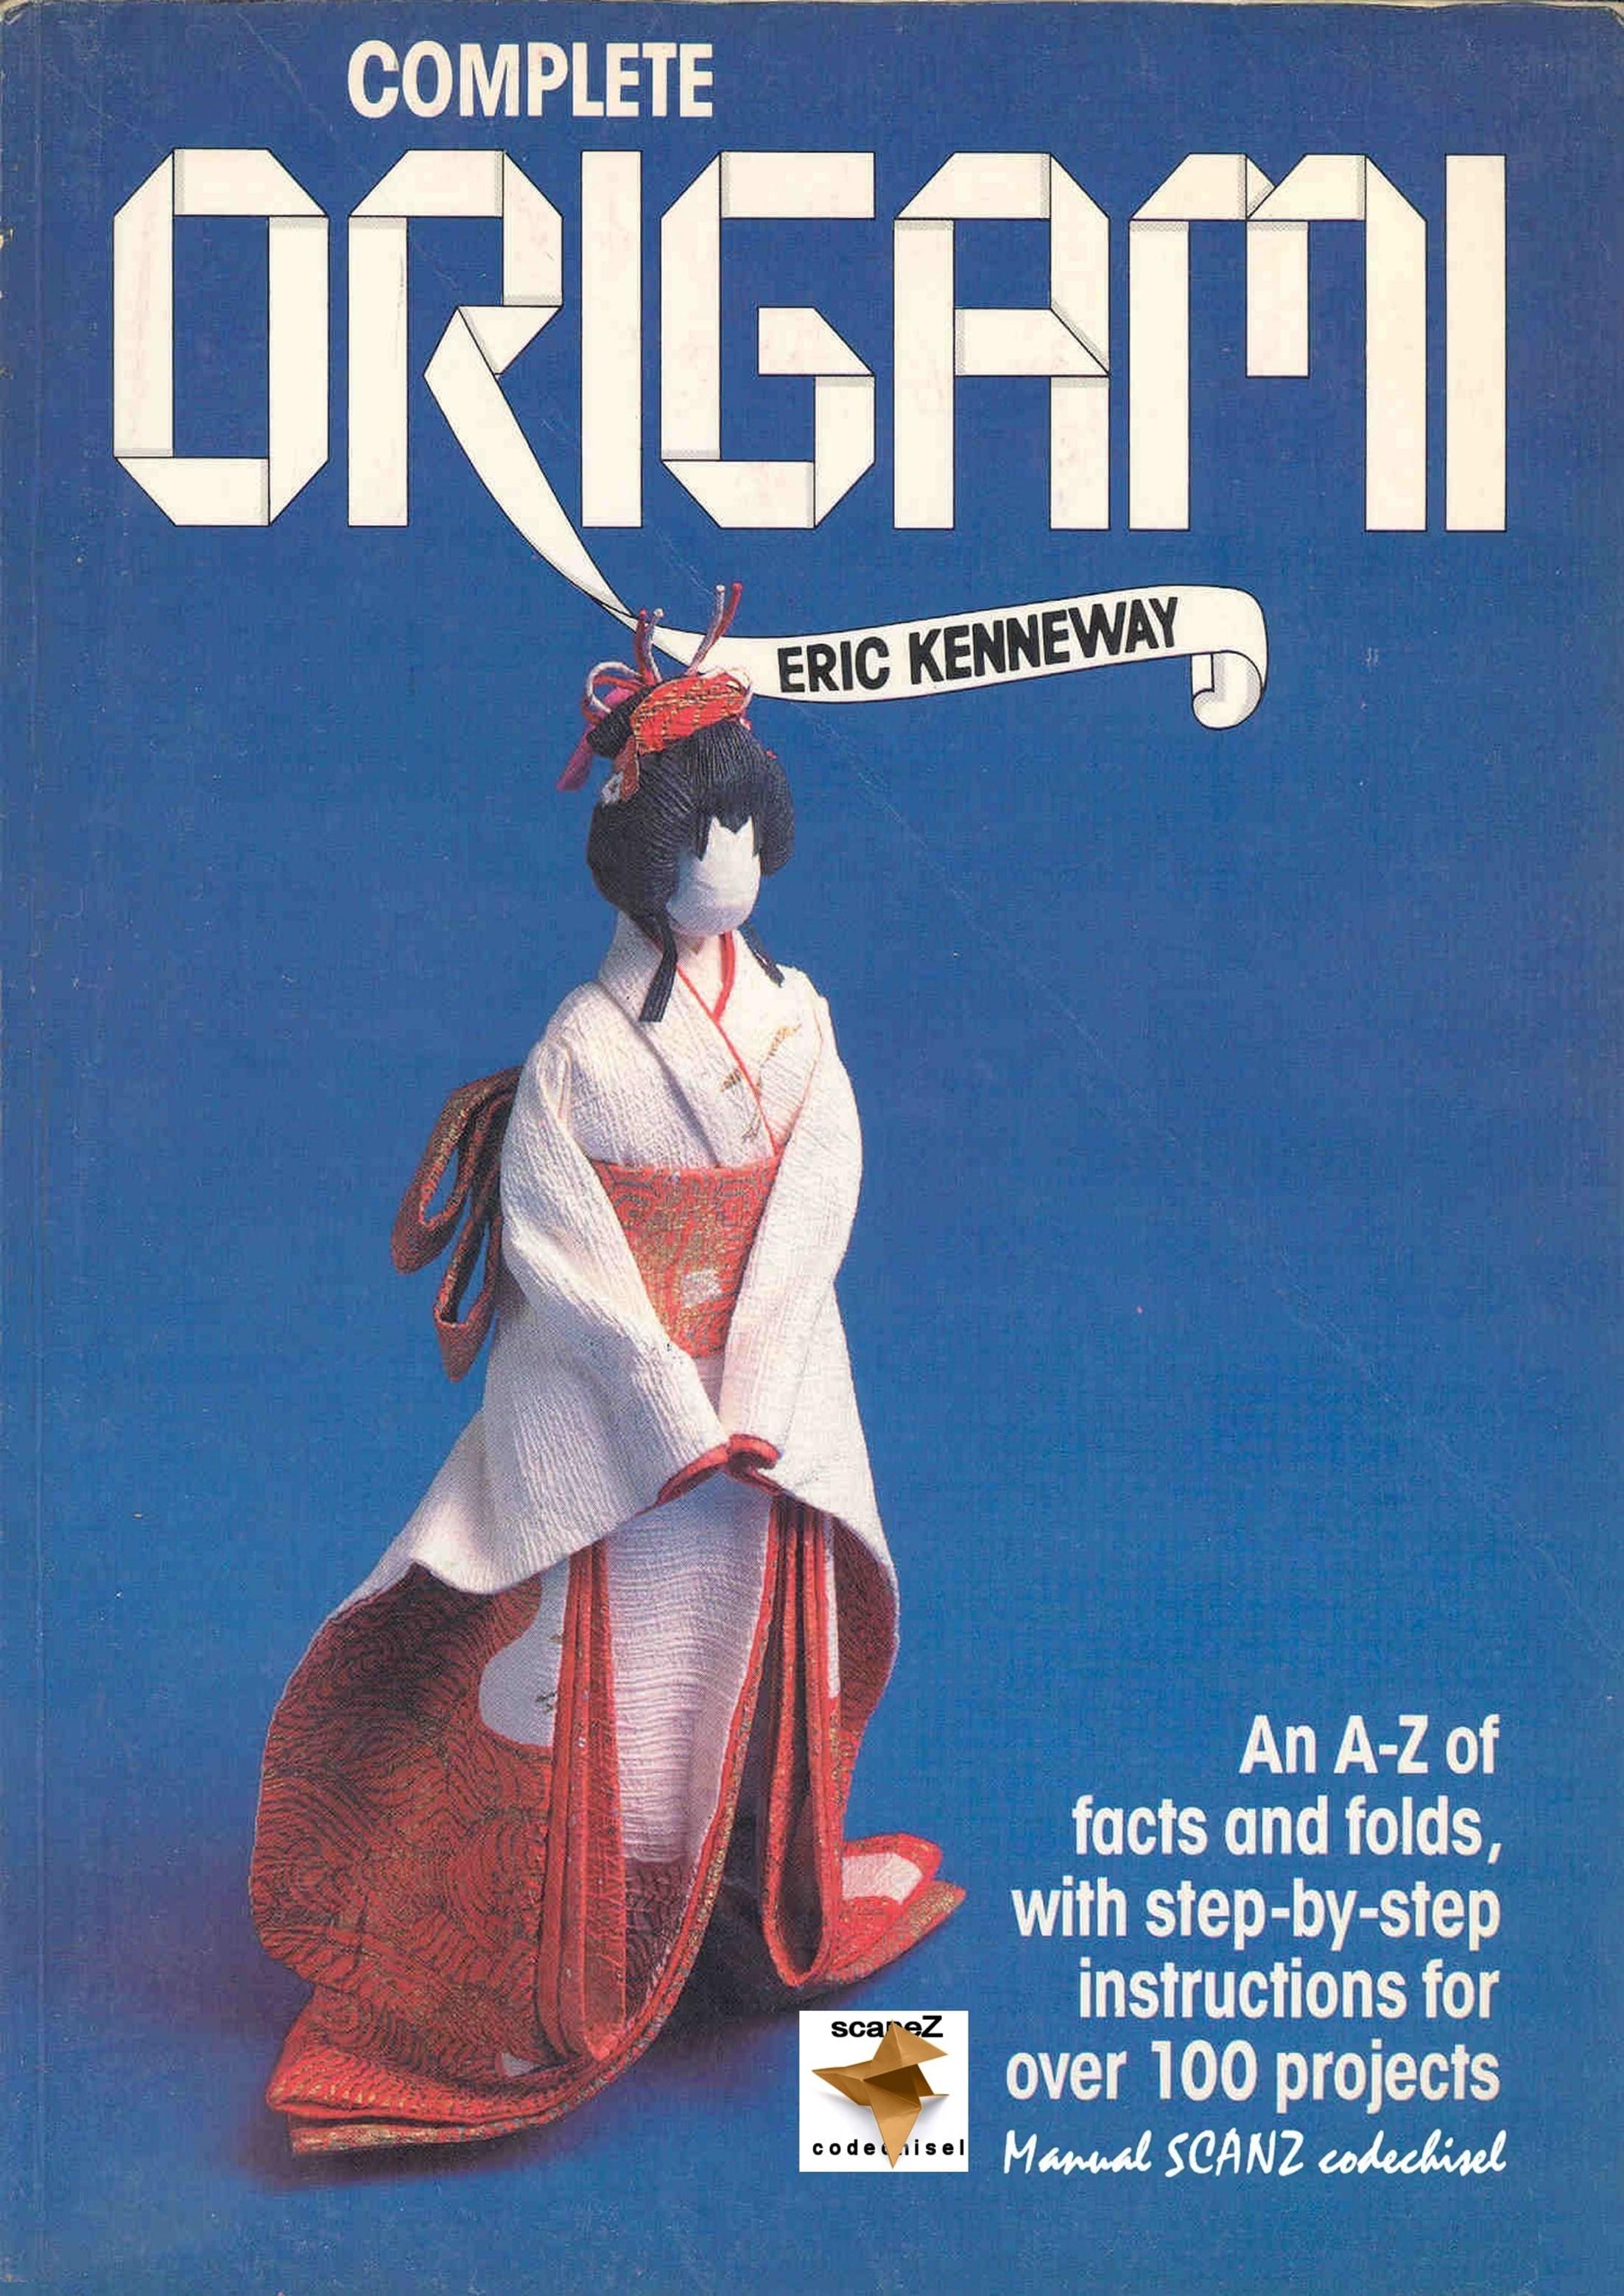 COMPLETE
ORIGAMI
ERIC KENNEWAY
An A-Z of
facts and folds,
with step-by-step
instructions for
over 100 projects
scaneZ
codechisel
Manual SCANZ codechisel